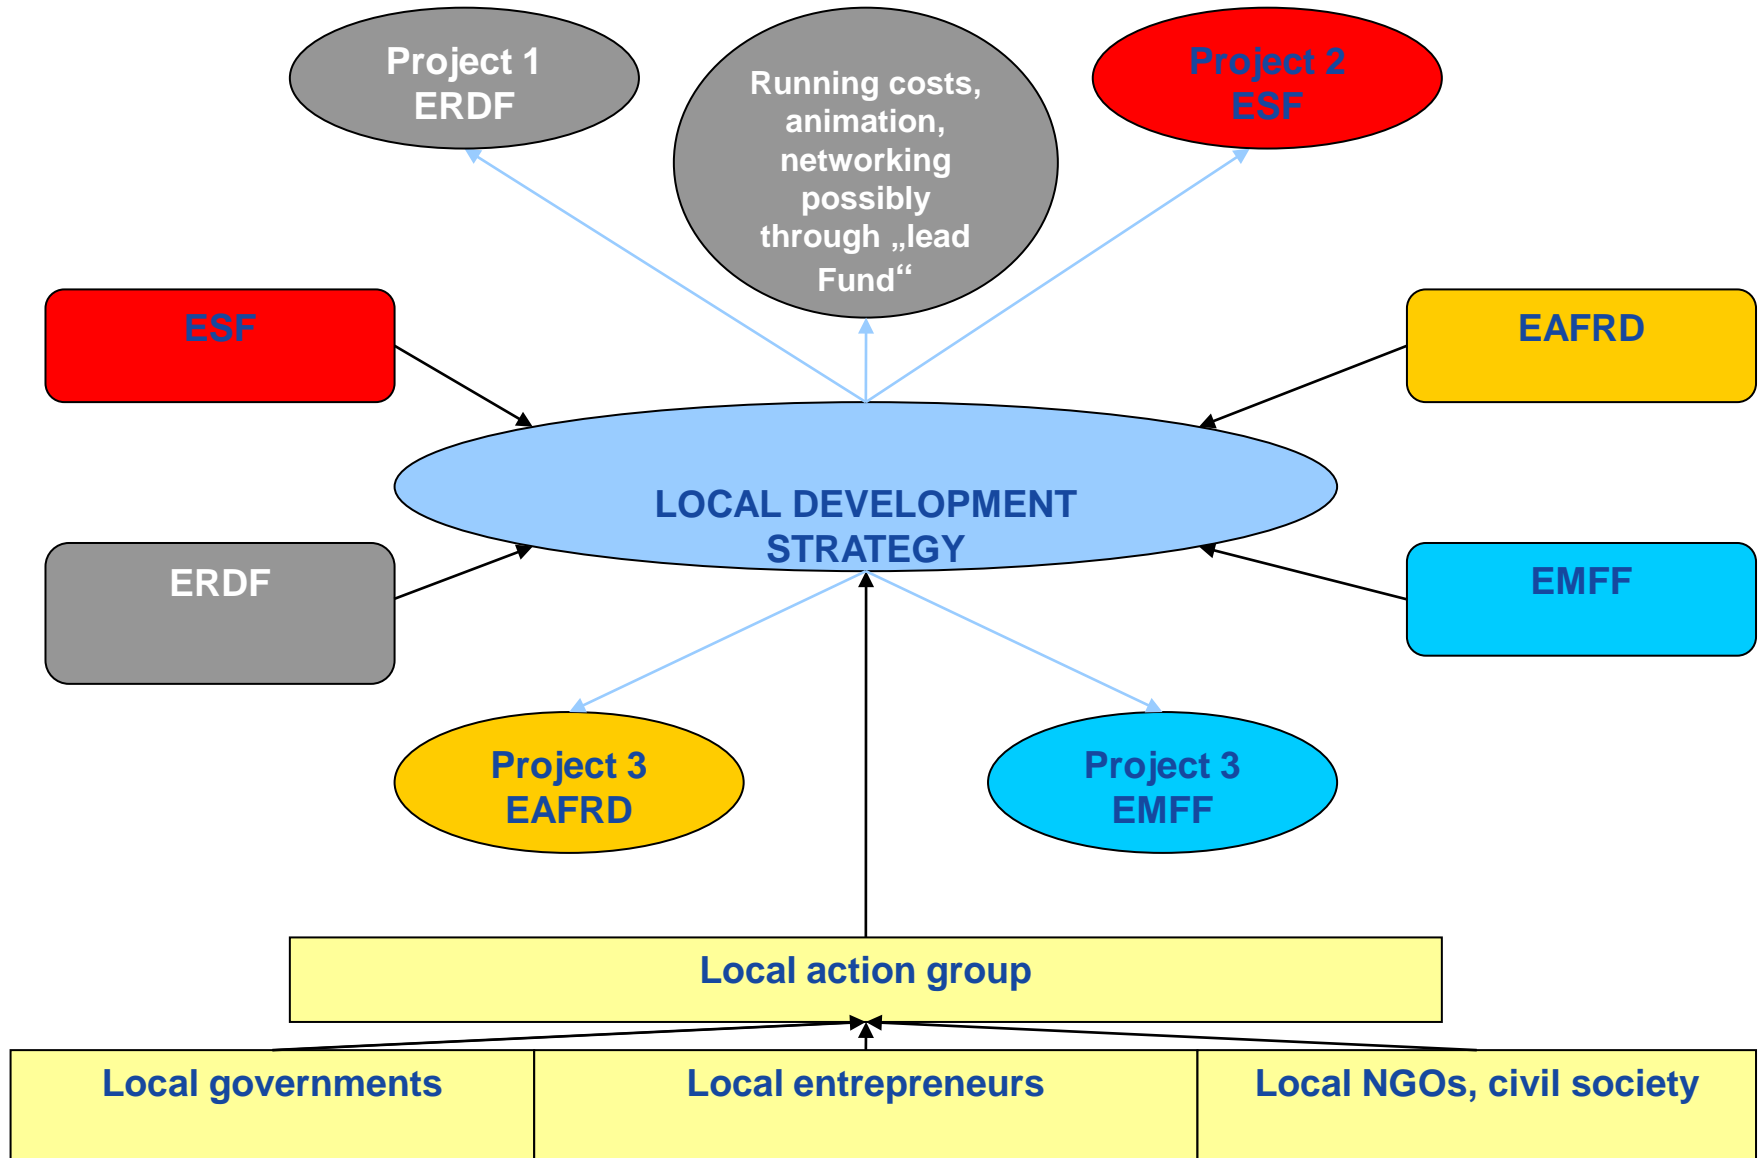 Project 1
ERDF
Running costs,
animation,
networking
possibly
through „lead
Fund“
Project 2
ESF
ESF
EAFRD
LOCAL DEVELOPMENT
STRATEGY
ERDF
EMFF
Project 3
EAFRD
Project 3
EMFF
Local action group
Local governments
Local entrepreneurs
Local NGOs, civil society